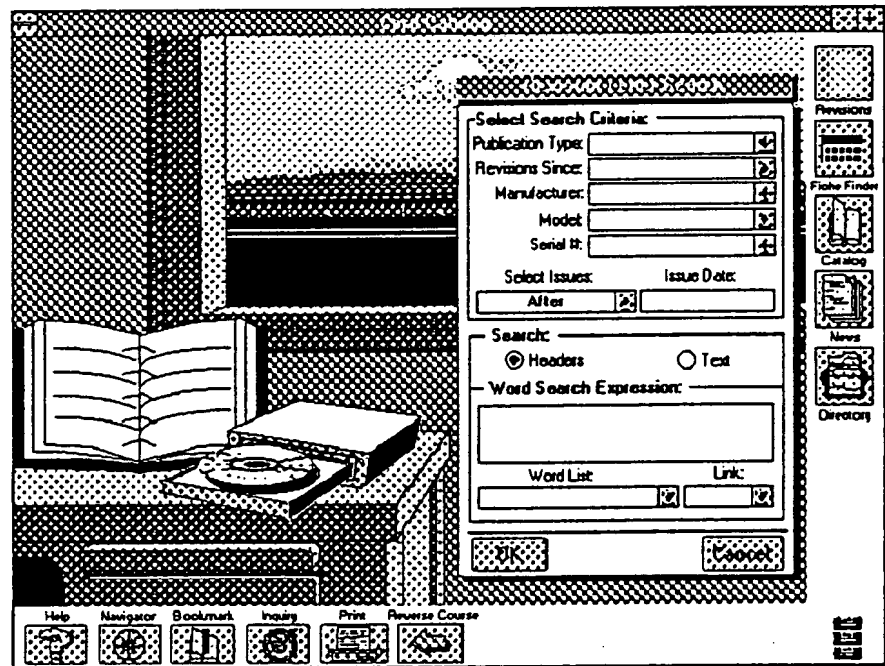 Select Search Criteria:
Publication Type:
Revisions Since:
Manufacturer:
Model:
Serial #:
Select Issues: Issue Date:
After
Search:
Headers Text
Word Search Expression:
Word List: Link:
OK Cancel
Revisions
Fiche Finder
Catalog
News
Directory
Help Navigator Bookmark Inquiry Print Reverse Course